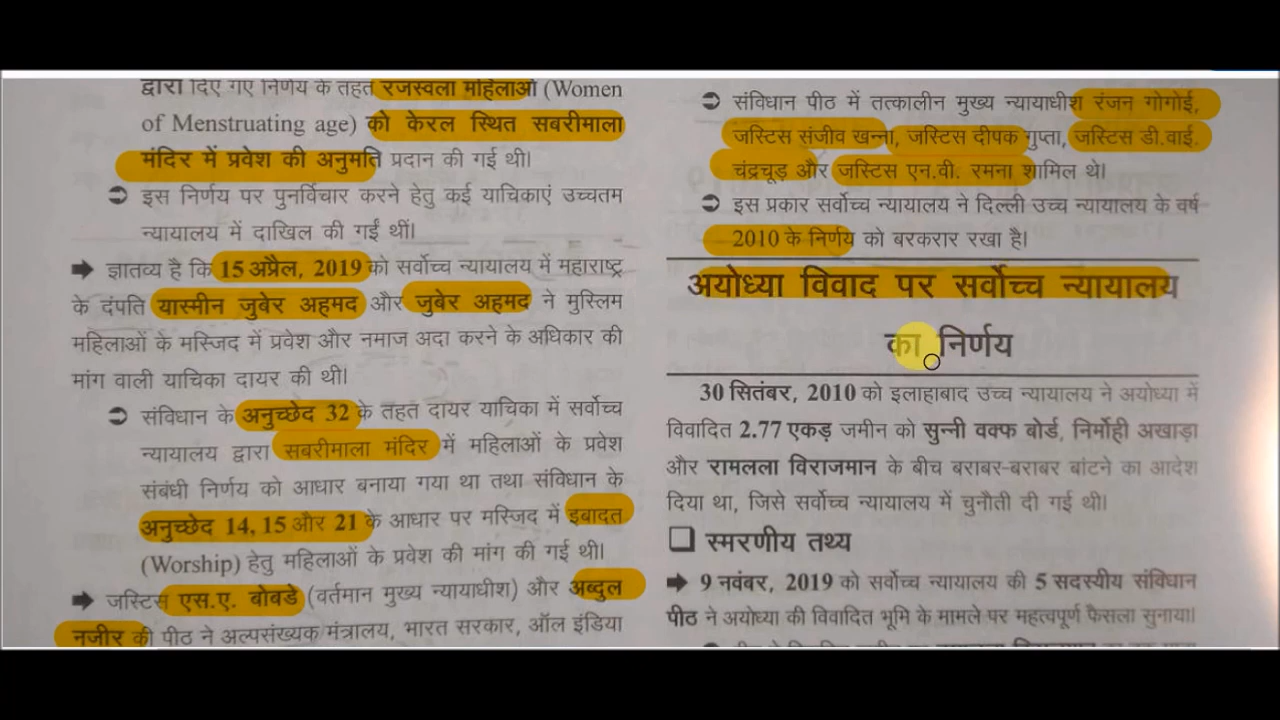 द्वारा दिए गए निर्णय के तहत रजस्वला महिलाओं (Women
of Menstruating age) को केरल स्थित सबरीमाला
मंदिर में प्रवेश की अनुमति प्रदान की गई थी।
➲ इस निर्णय पर पुनर्विचार करने हेतु कई याचिकाएं उच्चतम
न्यायालय में दाखिल की गईं थीं।
➡ ज्ञातव्य है कि 15 अप्रैल, 2019 को सर्वोच्च न्यायालय में महाराष्ट्र
के दंपति यास्मीन जुबेर अहमद और जुबेर अहमद ने मुस्लिम
महिलाओं के मस्जिद में प्रवेश और नमाज अदा करने के अधिकार की
मांग वाली याचिका दायर की थी।
➲ संविधान के अनुच्छेद 32 के तहत दायर याचिका में सर्वोच्च
न्यायालय द्वारा सबरीमाला मंदिर में महिलाओं के प्रवेश
संबंधी निर्णय को आधार बनाया गया था तथा संविधान के
अनुच्छेद 14, 15 और 21 के आधार पर मस्जिद में इबादत
(Worship) हेतु महिलाओं के प्रवेश की मांग की गई थी।
➡ जस्टिस एस.ए. बोबडे (वर्तमान मुख्य न्यायाधीश) और अब्दुल
नजीर की पीठ ने अल्पसंख्यक मंत्रालय, भारत सरकार, ऑल इंडिया
➲ संविधान पीठ में तत्कालीन मुख्य न्यायाधीश रंजन गोगोई,
जस्टिस संजीव खन्ना, जस्टिस दीपक गुप्ता, जस्टिस डी.वाई.
चंद्रचूड़ और जस्टिस एन.वी. रमना शामिल थे।
➲ इस प्रकार सर्वोच्च न्यायालय ने दिल्ली उच्च न्यायालय के वर्ष
2010 के निर्णय को बरकरार रखा है।
अयोध्या विवाद पर सर्वोच्च न्यायालय
का निर्णय
30 सितंबर, 2010 को इलाहाबाद उच्च न्यायालय ने अयोध्या में
विवादित 2.77 एकड़ जमीन को सुन्नी वक्फ बोर्ड, निर्मोही अखाड़ा
और रामलला विराजमान के बीच बराबर-बराबर बांटने का आदेश
दिया था, जिसे सर्वोच्च न्यायालय में चुनौती दी गई थी।
❑ स्मरणीय तथ्य
➡ 9 नवंबर, 2019 को सर्वोच्च न्यायालय की 5 सदस्यीय संविधान
पीठ ने अयोध्या की विवादित भूमि के मामले पर महत्वपूर्ण फैसला सुनाया।